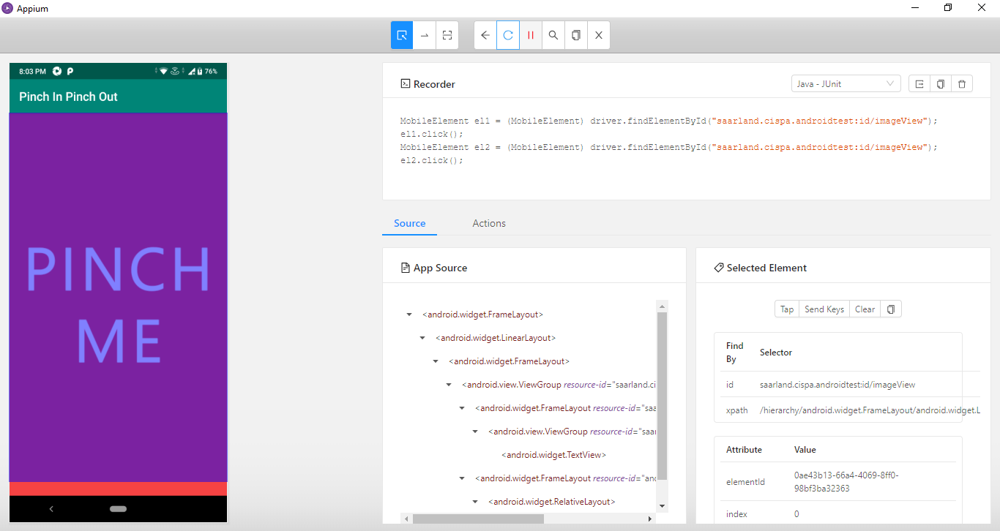 Appium
8:03 PM
76%
Pinch In Pinch Out
PINCH
ME
Recorder
Java - JUnit
MobileElement el1 = (MobileElement) driver.findElementById("saarland.cispa.androidtest:id/imageView");
el1.click();
MobileElement el2 = (MobileElement) driver.findElementById("saarland.cispa.androidtest:id/imageView");
el2.click();
Source Actions
App Source
<android.widget.FrameLayout>
<android.widget.LinearLayout>
<android.widget.FrameLayout>
<android.view.ViewGroup resource-id="saarland.ci
<android.widget.FrameLayout resource-id="saa
<android.view.ViewGroup resource-id="saar
<android.widget.TextView>
<android.widget.FrameLayout resource-id="and
<android.widget.RelativeLayout>
Selected Element
Tap Send Keys Clear
Find By Selector
id saarland.cispa.androidtest:id/imageView
xpath /hierarchy/android.widget.FrameLayout/android.widget.L
Attribute Value
elementId 0ae43b13-66a4-4069-8ff0-
98bf3ba32363
index 0